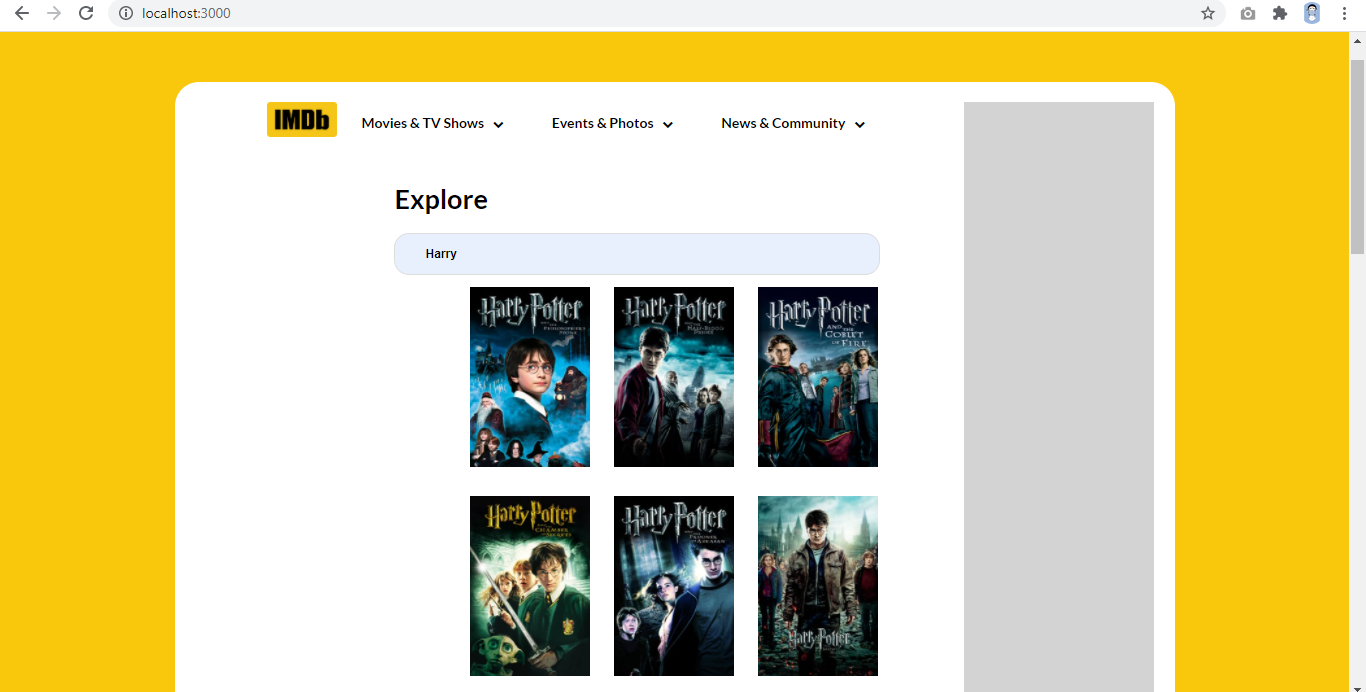 localhost:3000
IMDb
Movies & TV Shows
Events & Photos
News & Community
Explore
Harry
Harry Potter
AND THE
PHILOSOPHER'S
STONE
Harry Potter
AND THE
HALF-BLOOD
PRINCE
Harry Potter
AND THE
GOBLET
OF FIRE
Harry Potter
AND THE
CHAMBER
OF SECRETS
Harry Potter
AND THE
PRISONER OF
AZKABAN
Harry Potter